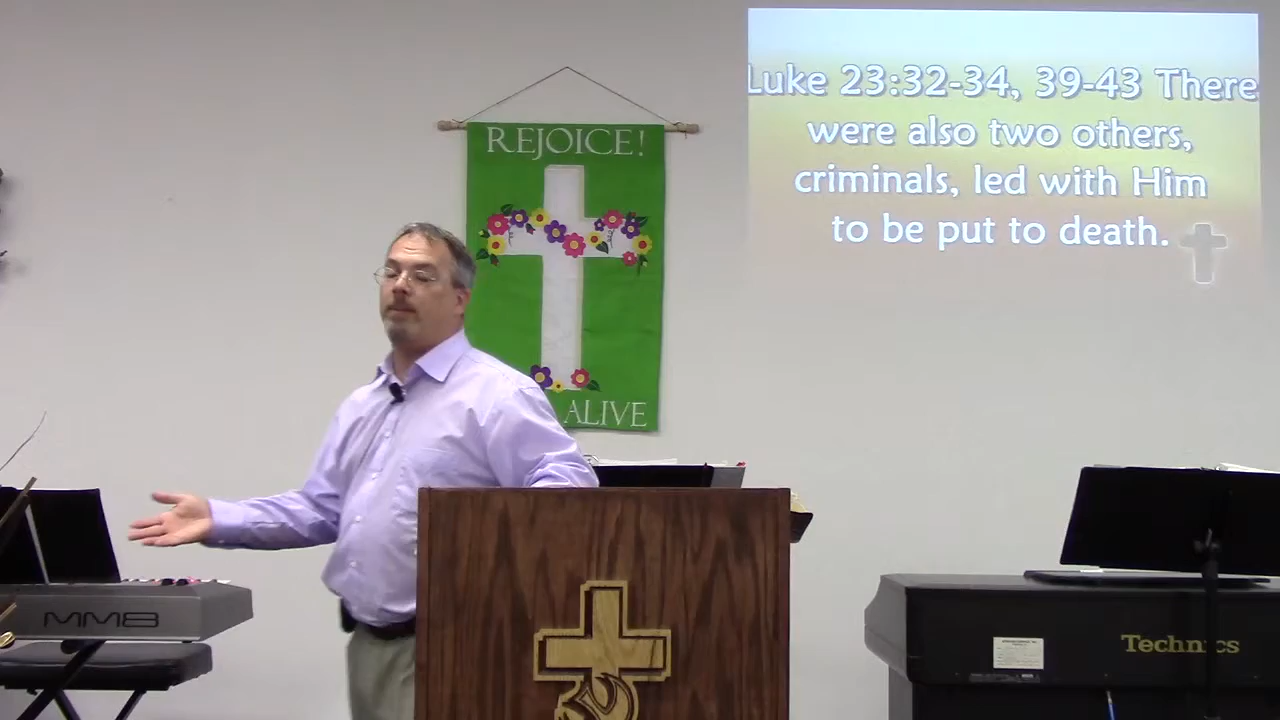 Luke 23:32-34, 39-43 There
were also two others,
criminals, led with Him
to be put to death.
REJOICE!
ALIVE
MM8
Technics